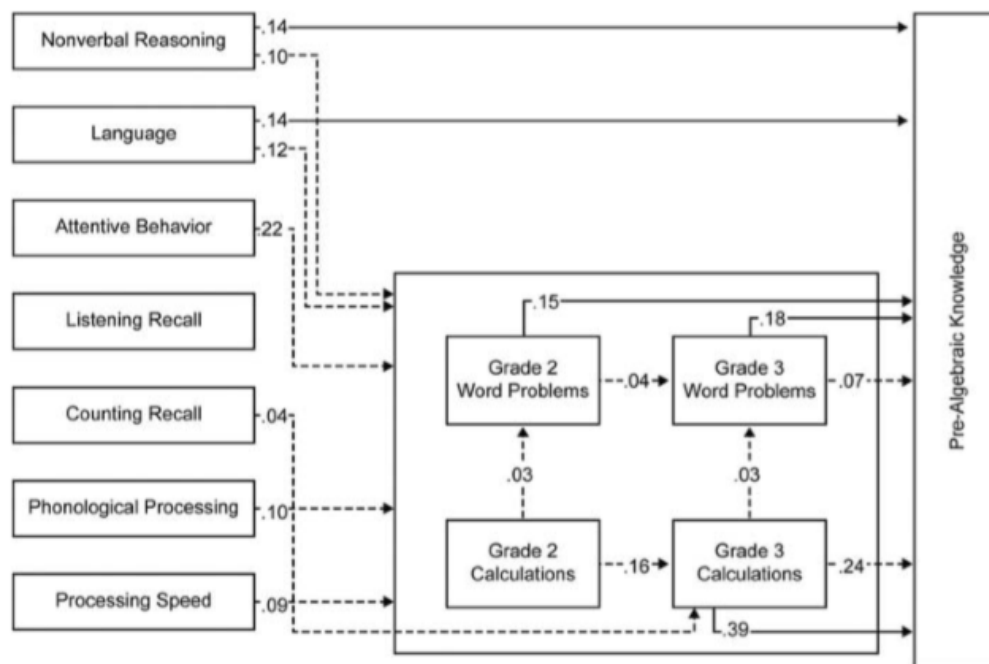 Nonverbal Reasoning
.14
.10
Language
.14
.12
Attentive Behavior
.22
Listening Recall
Counting Recall
.04
Phonological Processing
.10
Processing Speed
.09
.15
.18
Grade 2
Word Problems
.04
Grade 3
Word Problems
.07
.03
.03
Grade 2
Calculations
.16
Grade 3
Calculations
.24
.39
Pre-Algebraic Knowledge